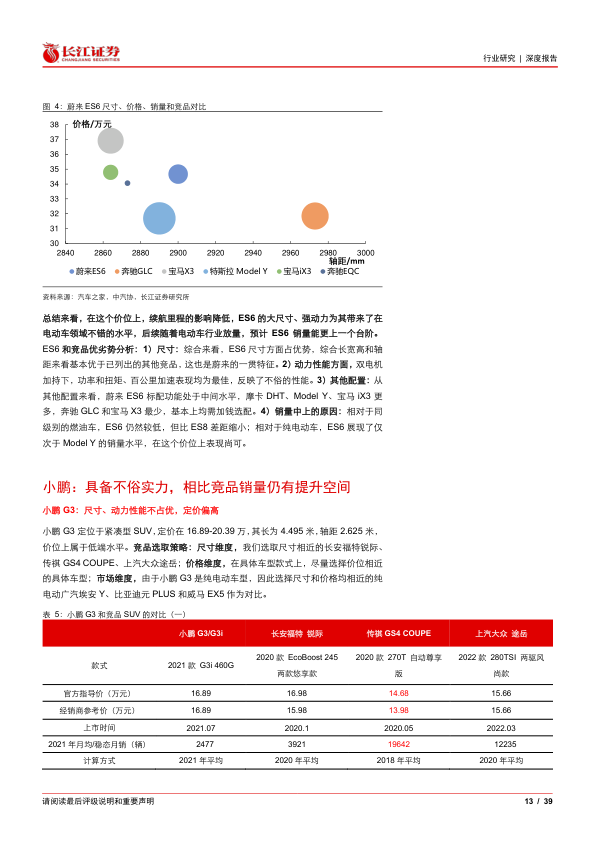 长江证券
CHANGJIANG SECURITIES
行业研究 | 深度报告
图 4：蔚来 ES6 尺寸、价格、销量和竞品对比
价格/万元
38
37
36
35
34
33
32
31
30
2840 2860 2880 2900 2920 2940 2960 2980 3000
轴距/mm
蔚来ES6 奔驰GLC 宝马X3 特斯拉 Model Y 宝马iX3 奔驰EQC
资料来源：汽车之家，中汽协，长江证券研究所
总结来看，在这个价位上，续航里程的影响降低，ES6 的大尺寸、强动力为其带来了在
电动车领域不错的水平，后续随着电动车行业放量，预计 ES6 销量能更上一个台阶。
ES6 和竞品优劣势分析：1）尺寸：综合来看，ES6 尺寸方面占优势，综合长宽高和轴
距来看基本优于已列出的其他竞品，这也是蔚来的一贯特征。2）动力性能方面，双电机
加持下，功率和扭矩、百公里加速表现均为最佳，反映了不俗的性能。3）其他配置：从
其他配置来看，蔚来 ES6 标配功能处于中间水平，摩卡 DHT、Model Y、宝马 iX3 更
多，奔驰 GLC 和宝马 X3 最少，基本上均需加钱选配。4）销量中上的原因：相对于同
级别的燃油车，ES6 仍然较低，但比 ES8 差距缩小；相对于纯电动车，ES6 展现了仅
次于 Model Y 的销量水平，在这个价位上表现尚可。
小鹏：具备不俗实力，相比竞品销量仍有提升空间
小鹏 G3：尺寸、动力性能不占优，定价偏高
小鹏 G3 定位于紧凑型 SUV，定价在 16.89-20.39 万，其长为 4.495 米，轴距 2.625 米，
价位上属于低端水平。竞品选取策略：尺寸维度，我们选取尺寸相近的长安福特锐际、
传祺 GS4 COUPE、上汽大众途岳；价格维度，在具体车型款式上，尽量选择价位相近
的具体车型；市场维度，由于小鹏 G3 是纯电动车型，因此选择尺寸和价格均相近的纯
电动广汽埃安 Y、比亚迪元 PLUS 和威马 EX5 作为对比。
表 5：小鹏 G3 和竞品 SUV 的对比（一）
小鹏 G3/G3i 长安福特 锐际 传祺 GS4 COUPE 上汽大众 途岳
款式 2021 款 G3i 460G 2020 款 EcoBoost 245 两款悠享款 2020 款 270T 自动尊享版 2022 款 280TSI 两驱风尚款
官方指导价（万元） 16.89 16.98 14.68 15.66
经销商参考价（万元） 16.89 15.98 13.98 15.66
上市时间 2021.07 2020.1 2020.05 2022.03
2021 年月均/稳态月销（辆） 2477 3921 19642 12235
计算方式 2021 年平均 2020 年平均 2018 年平均 2020 年平均
请阅读最后评级说明和重要声明
13 / 39